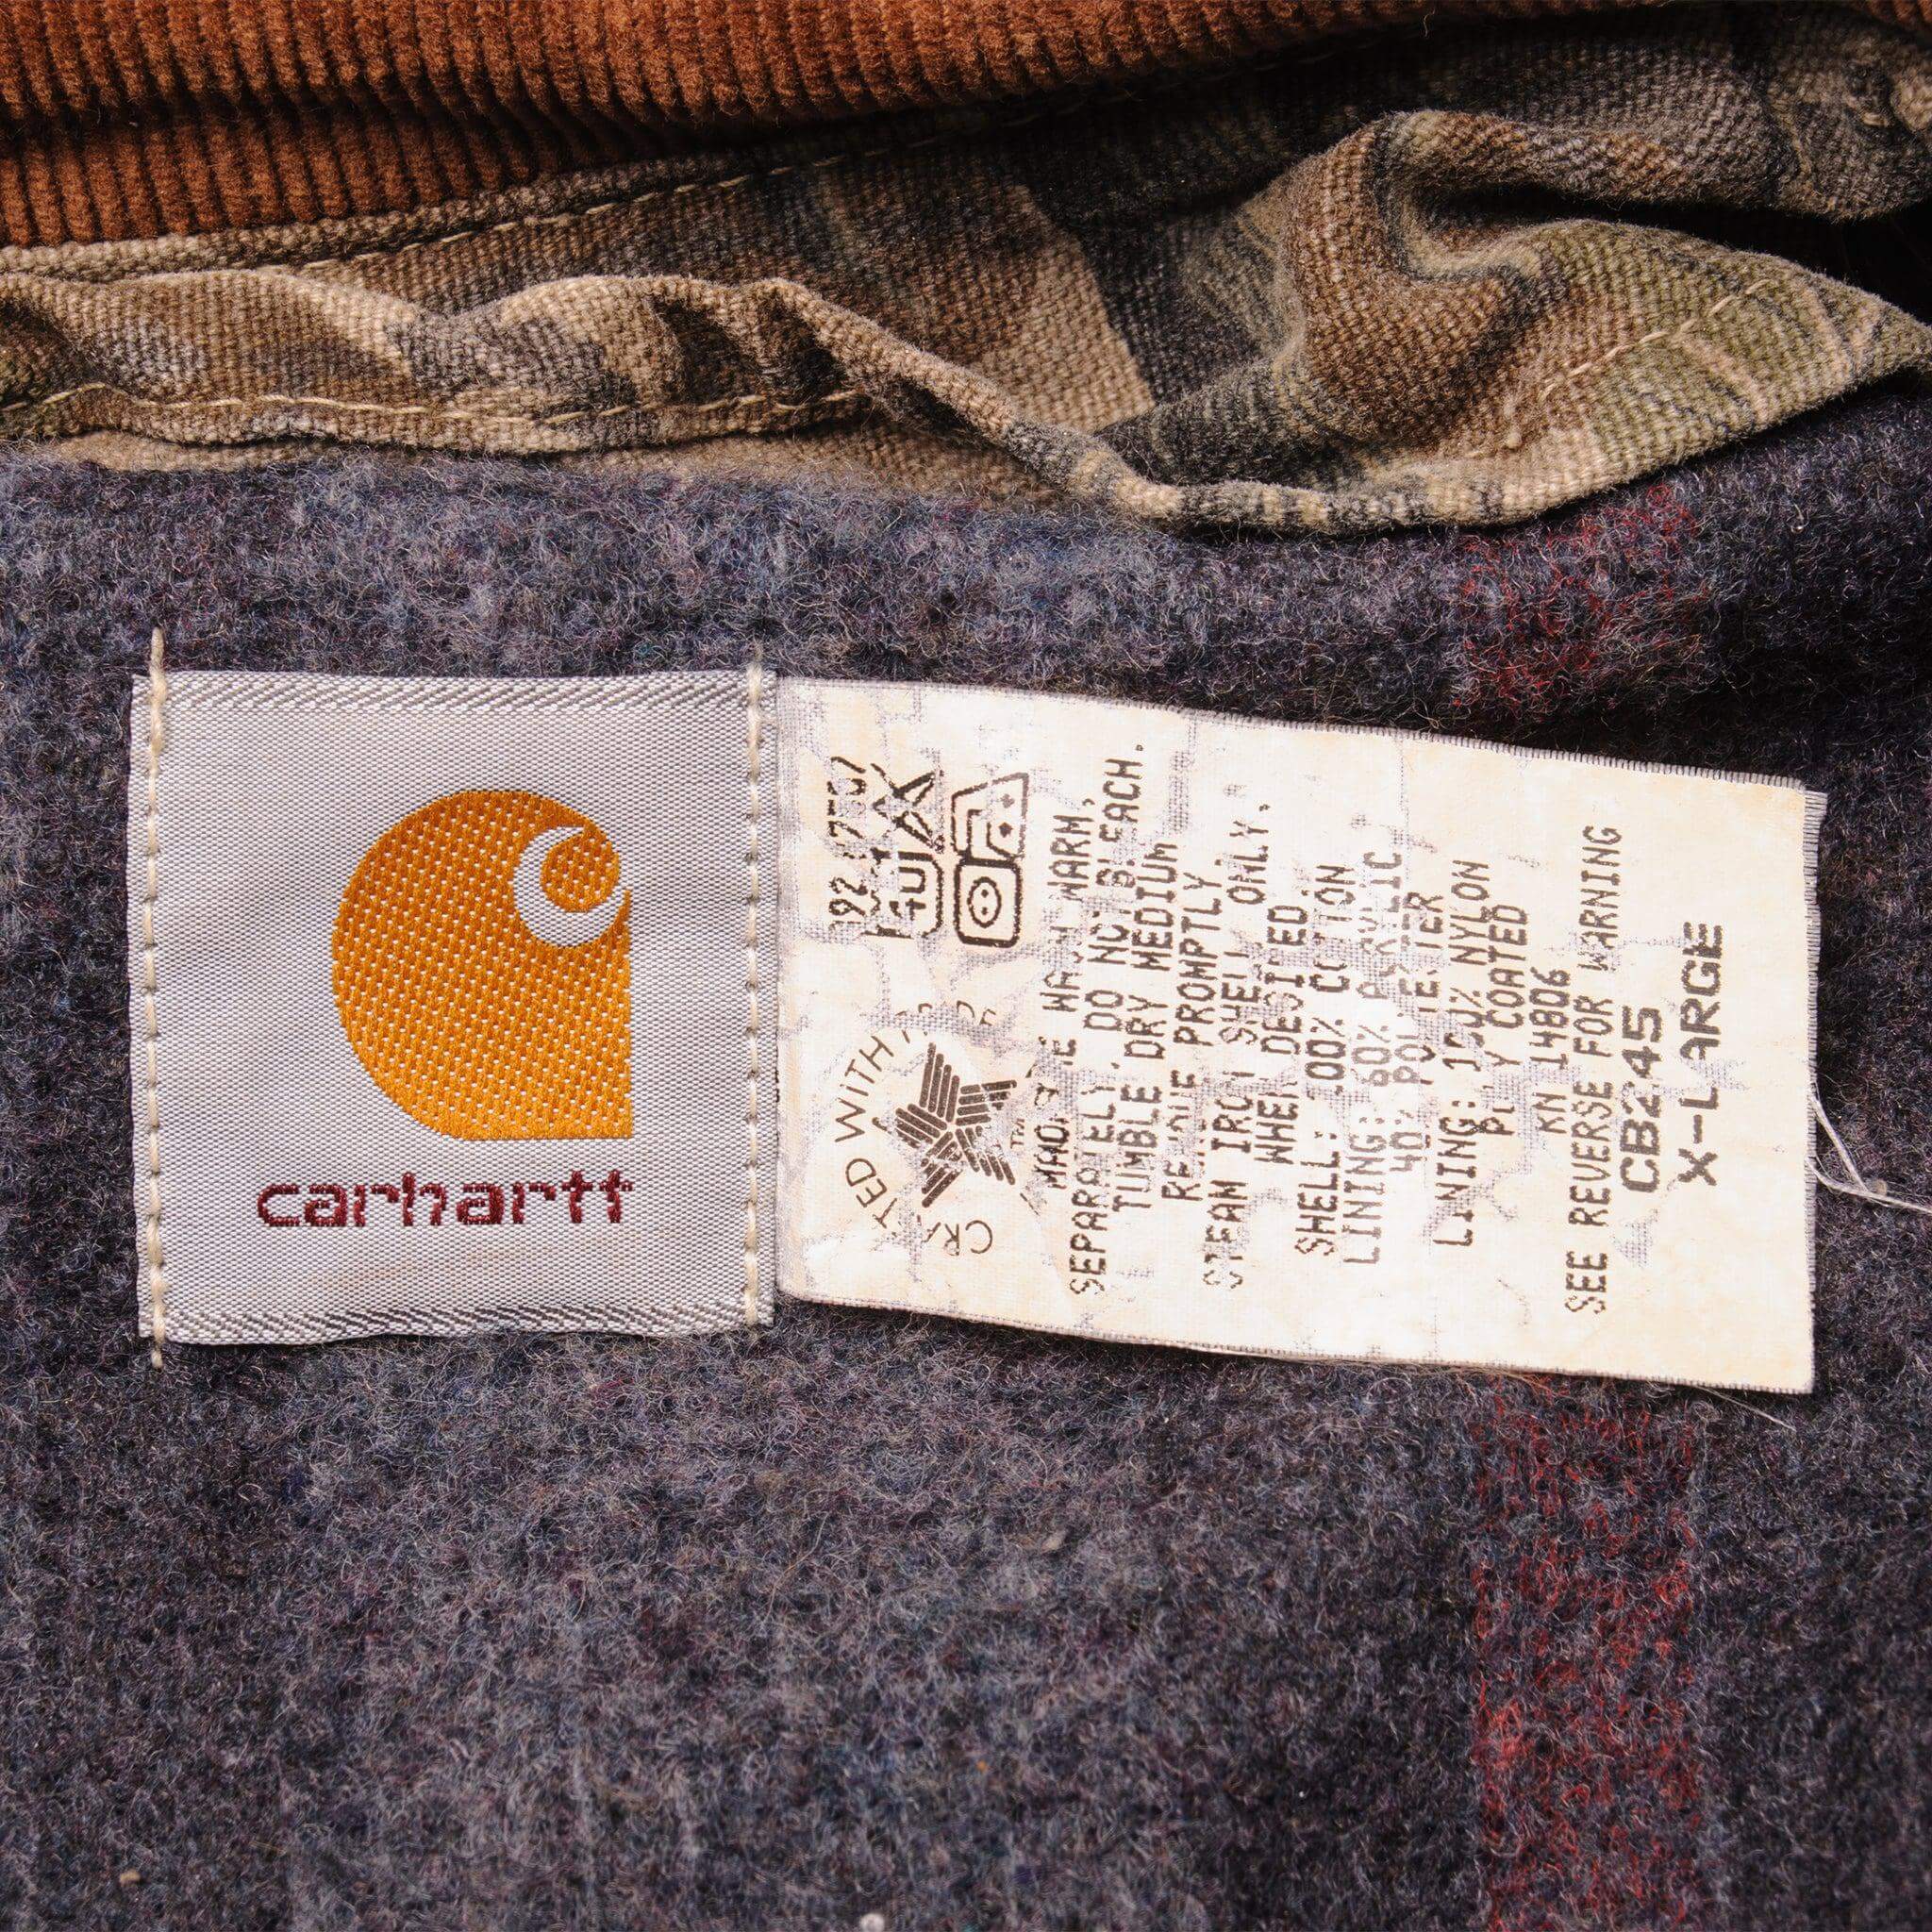 carhartt
CRAFTED WITH
MACHINE WASH WARM,
SEPARATELY. DO NOT BLEACH.
TUMBLE DRY MEDIUM
REMOVE PROMPTLY
STEAM IRON SHELL ONLY.
WHEN DESIRED
SHELL: 100% COTTON
LINING: 60% ACRYLIC
40% POLYESTER
LINING: 100% NYLON
POLY COATED
RN 14806
SEE REVERSE FOR WARNING
CB245
X-LARGE